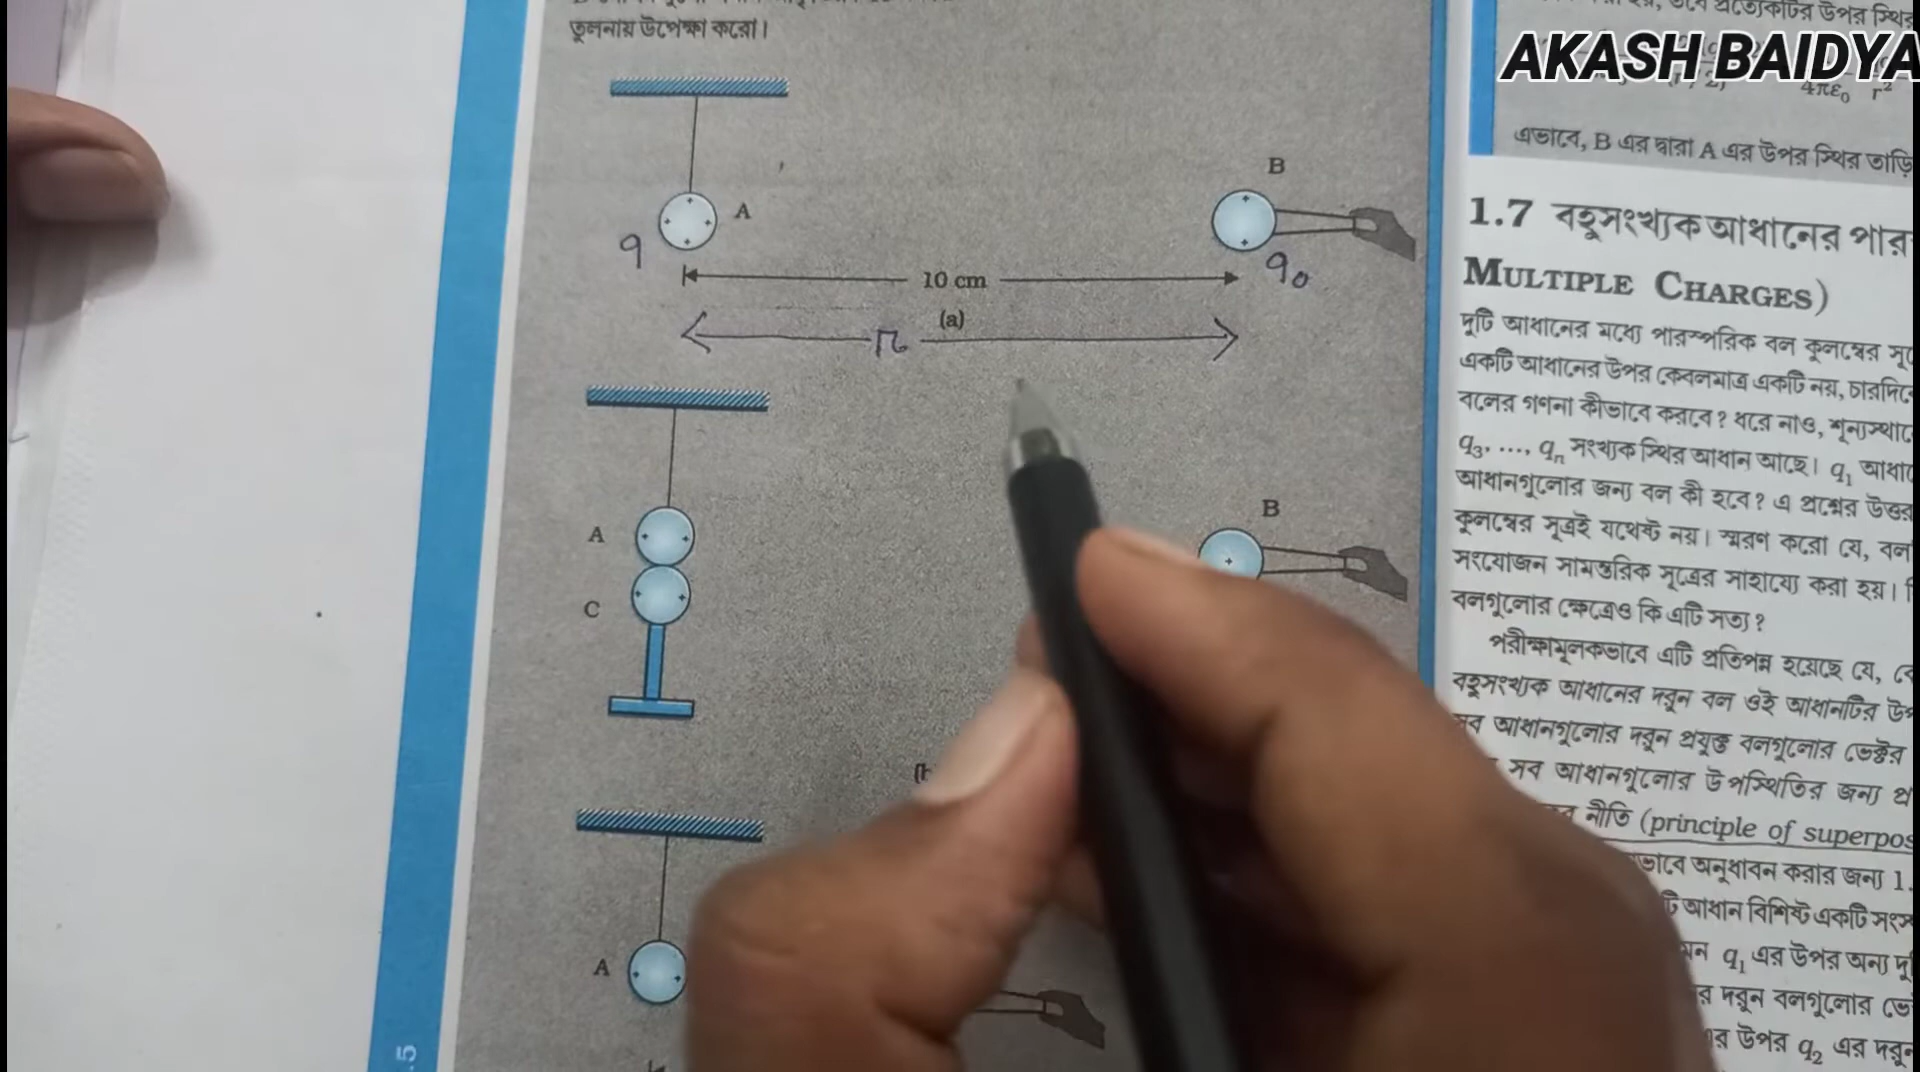 তুলনায় উপেক্ষা করো।
A
B
q
q₀
10 cm
(a)
r
A
C
B
A
5
AKASH BAIDYA
4πε₀ r²
এভাবে, B এর দ্বারা A এর উপর স্থির তাড়ি
1.7 বহুসংখ্যক আধানের পার
MULTIPLE CHARGES)
দুটি আধানের মধ্যে পারস্পরিক বল কুলম্বের সূ
একটি আধানের উপর কেবলমাত্র একটি নয়, চারদিকে
বলের গণনা কীভাবে করবে? ধরে নাও, শূন্যস্থানে
q₃, ..., qₙ সংখ্যক স্থির আধান আছে। q₁ আধা
আধানগুলোর জন্য বল কী হবে? এ প্রশ্নের উত্তর
কুলম্বের সূত্রই যথেষ্ট নয়। স্মরণ করো যে, বল
সংযোজন সামন্তরিক সূত্রের সাহায্যে করা হয়।
বলগুলোর ক্ষেত্রেও কি এটি সত্য?
পরীক্ষামূলকভাবে এটি প্রতিপন্ন হয়েছে যে,
বহুসংখ্যক আধানের দরুন বল ওই আধানটির উপ
সব আধানগুলোর দরুন প্রযুক্ত বলগুলোর ভেক্টর
সব আধানগুলোর উপস্থিতির জন্য প্র
নীতি (principle of superpos
ভাবে অনুধাবন করার জন্য 1.
টি আধান বিশিষ্ট একটি সংস
q₁ এর উপর অন্য দু
দরুন বলগুলোর ভে
উপর q₂ এর দরুন